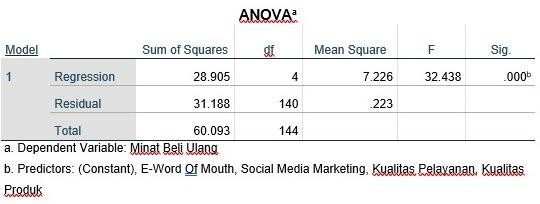 ANOVAᵃ
Model Sum of Squares df Mean Square F Sig.
1 Regression 28.905 4 7.226 32.438 .000ᵇ
Residual 31.188 140 .223
Total 60.093 144
a. Dependent Variable: Minat Beli Ulang
b. Predictors: (Constant), E-Word Of Mouth, Social Media Marketing, Kualitas Pelayanan, Kualitas
Produk